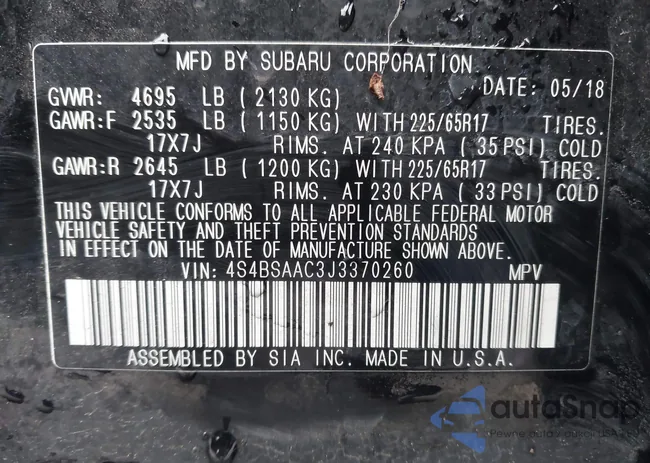 MFD BY SUBARU CORPORATION
DATE: 05/18
GVWR: 4695 LB ( 2130 KG)
GAWR:F 2535 LB ( 1150 KG) WITH 225/65R17 TIRES.
17X7J RIMS. AT 240 KPA ( 35 PSI) COLD
GAWR:R 2645 LB ( 1200 KG) WITH 225/65R17 TIRES.
17X7J RIMS. AT 230 KPA ( 33 PSI) COLD
THIS VEHICLE CONFORMS TO ALL APPLICABLE FEDERAL MOTOR
VEHICLE SAFETY AND THEFT PREVENTION STANDARDS
IN EFFECT ON THE DATE OF MANUFACTURE SHOWN ABOVE.
VIN: 4S4BSAAC3J3370260 MPV
ASSEMBLED BY SIA INC. MADE IN U.S.A.
autoSnap
Pewne auto z USA